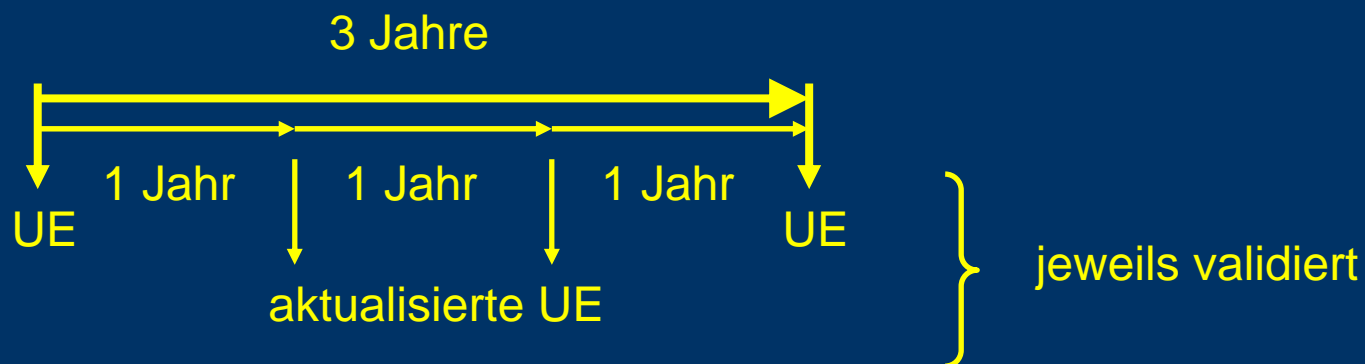 3 Jahre
1 Jahr 1 Jahr 1 Jahr
UE UE
jeweils validiert
aktualisierte UE